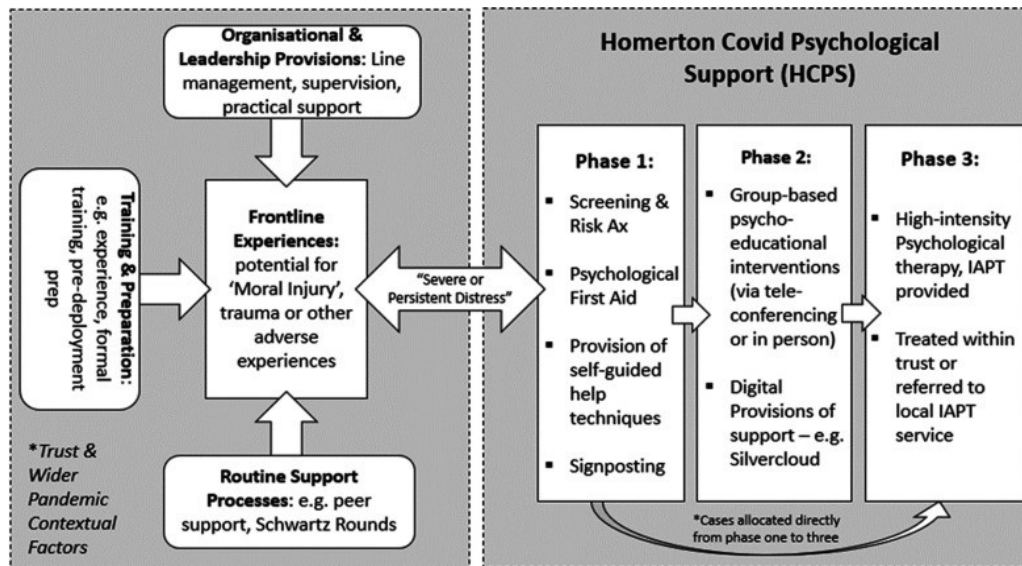 Organisational &
Leadership Provisions: Line
management, supervision,
practical support
Training & Preparation:
e.g. experience, formal
training, pre-deployment
prep
Frontline
Experiences:
potential for
‘Moral Injury’,
trauma or other
adverse
experiences
“Severe or
Persistent Distress”
Routine Support
Processes: e.g. peer
support, Schwartz Rounds
*Trust &
Wider
Pandemic
Contextual
Factors
Homerton Covid Psychological
Support (HCPS)
Phase 1:
▪ Screening &
Risk Ax
▪ Psychological
First Aid
▪ Provision of
self-guided
help
techniques
▪ Signposting
Phase 2:
▪ Group-based
psycho-
educational
interventions
(via tele-
conferencing
or in person)
▪ Digital
Provisions of
support – e.g.
Silvercloud
Phase 3:
▪ High-intensity
Psychological
therapy, IAPT
provided
▪ Treated within
trust or
referred to
local IAPT
service
*Cases allocated directly
from phase one to three